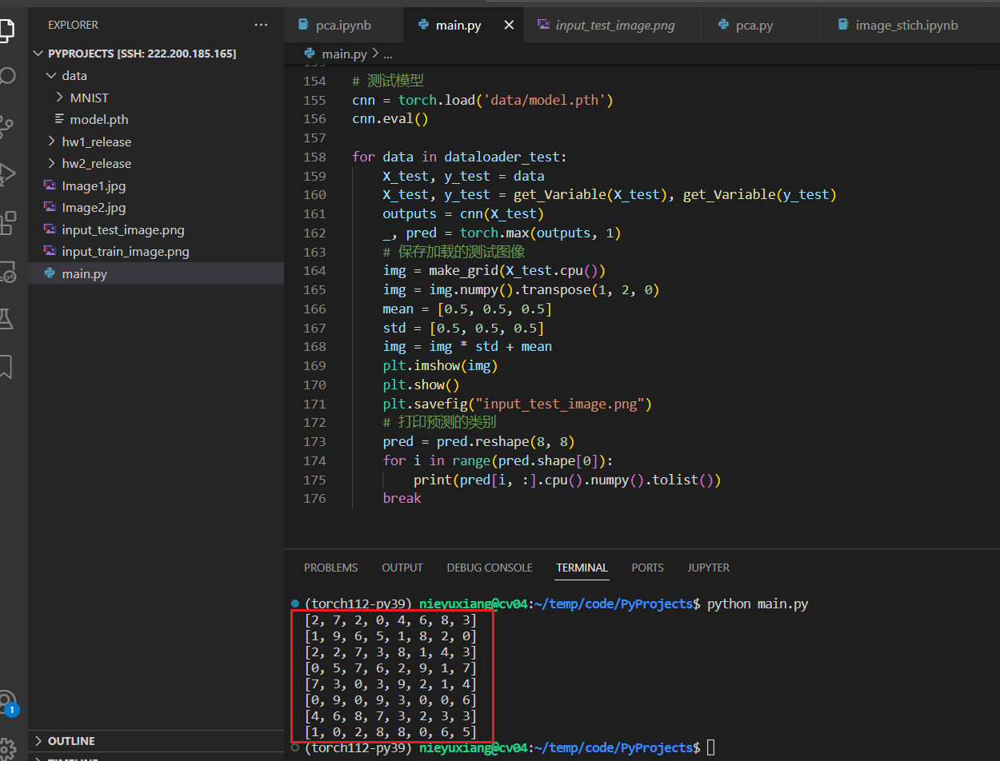 EXPLORER ...
pca.ipynb
main.py
input_test_image.png
pca.py
image_stich.ipynb
PYPROJECTS [SSH: 222.200.185.165]
main.py > ...
data
MNIST
model.pth
hw1_release
hw2_release
Image1.jpg
Image2.jpg
input_test_image.png
input_train_image.png
main.py
1
OUTLINE
TIMELINE
154 # 测试模型
155 cnn = torch.load('data/model.pth')
156 cnn.eval()
157
158 for data in dataloader_test:
159     X_test, y_test = data
160     X_test, y_test = get_Variable(X_test), get_Variable(y_test)
161     outputs = cnn(X_test)
162     _, pred = torch.max(outputs, 1)
163     # 保存加载的测试图像
164     img = make_grid(X_test.cpu())
165     img = img.numpy().transpose(1, 2, 0)
166     mean = [0.5, 0.5, 0.5]
167     std = [0.5, 0.5, 0.5]
168     img = img * std + mean
169     plt.imshow(img)
170     plt.show()
171     plt.savefig("input_test_image.png")
172     # 打印预测的类别
173     pred = pred.reshape(8, 8)
174     for i in range(pred.shape[0]):
175         print(pred[i, :].cpu().numpy().tolist())
176     break
PROBLEMS OUTPUT DEBUG CONSOLE TERMINAL PORTS JUPYTER
(torch112-py39) nieyuxiang@cv04:~/temp/code/PyProjects$ python main.py
[2, 7, 2, 0, 4, 6, 8, 3]
[1, 9, 6, 5, 1, 8, 2, 0]
[2, 2, 7, 3, 8, 1, 4, 3]
[0, 5, 7, 6, 2, 9, 1, 7]
[7, 3, 0, 3, 9, 2, 1, 4]
[0, 9, 0, 9, 3, 0, 0, 6]
[4, 6, 8, 7, 3, 2, 3, 3]
[1, 0, 2, 8, 8, 0, 6, 5]
(torch112-py39) nieyuxiang@cv04:~/temp/code/PyProjects$